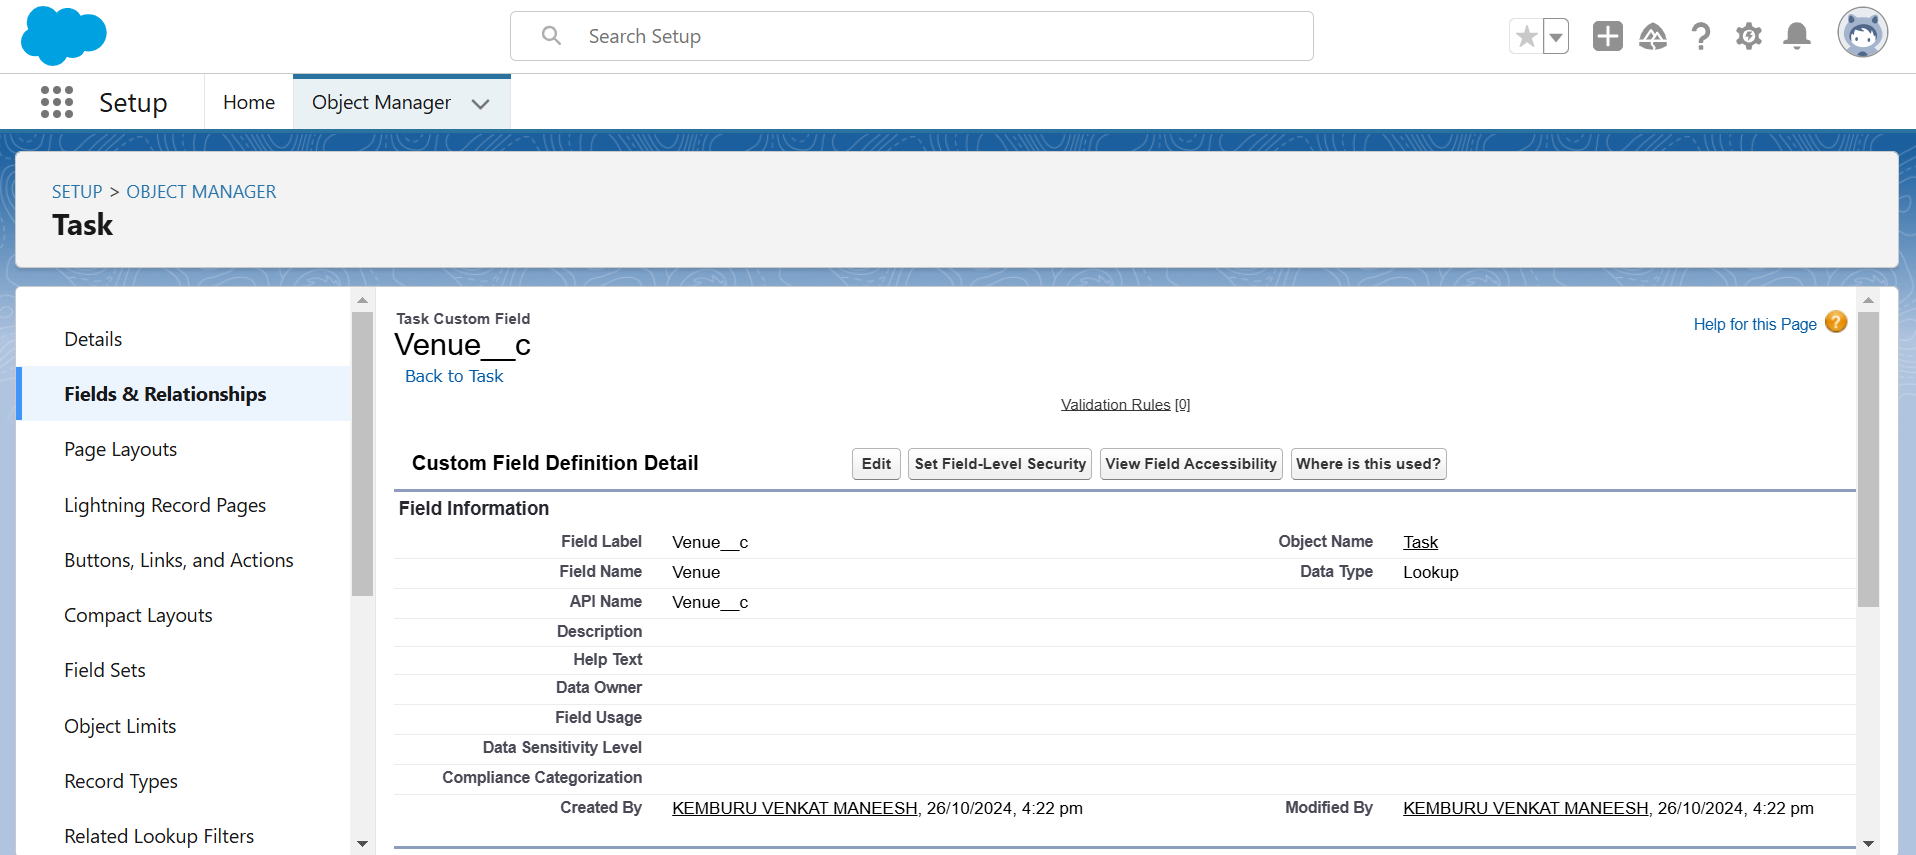 Search Setup
Setup
Home
Object Manager
SETUP > OBJECT MANAGER
Task
Details
Fields & Relationships
Page Layouts
Lightning Record Pages
Buttons, Links, and Actions
Compact Layouts
Field Sets
Object Limits
Record Types
Related Lookup Filters
Task Custom Field
Venue__c
Back to Task
Help for this Page
Validation Rules [0]
Custom Field Definition Detail
Edit
Set Field-Level Security
View Field Accessibility
Where is this used?
Field Information
Field Label Venue__c Object Name Task
Field Name Venue Data Type Lookup
API Name Venue__c
Description
Help Text
Data Owner
Field Usage
Data Sensitivity Level
Compliance Categorization
Created By KEMBURU VENKAT MANEESH, 26/10/2024, 4:22 pm Modified By KEMBURU VENKAT MANEESH, 26/10/2024, 4:22 pm